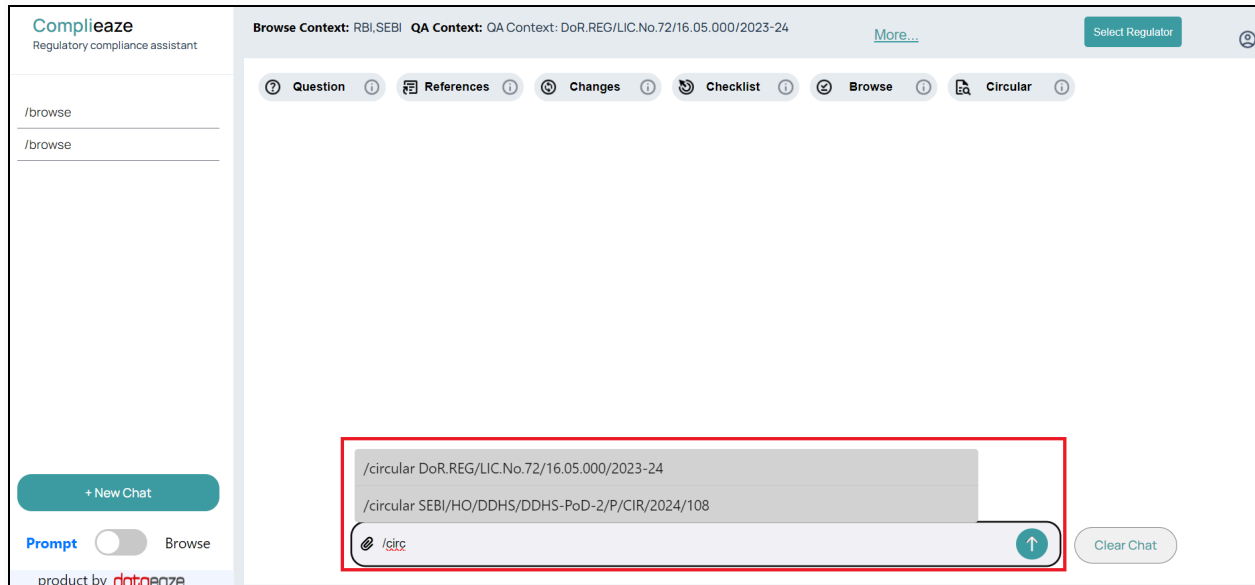 Complieaze
Regulatory compliance assistant
Browse Context: RBI,SEBI QA Context: QA Context: DoR.REG/LIC.No.72/16.05.000/2023-24
More...
Select Regulator
Question
References
Changes
Checklist
Browse
Circular
/browse
/browse
/circular DoR.REG/LIC.No.72/16.05.000/2023-24
/circular SEBI/HO/DDHS/DDHS-PoD-2/P/CIR/2024/108
/circ
Clear Chat
+ New Chat
Prompt Browse
product by dataeaze